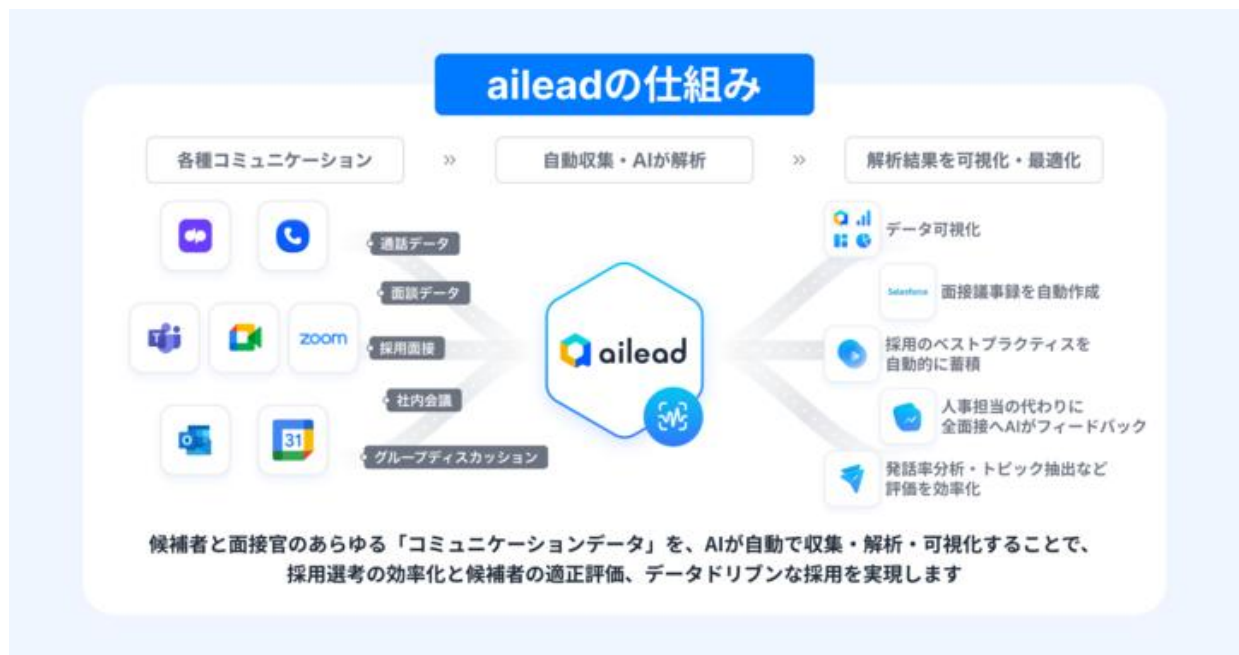 aileadの仕組み
各種コミュニケーション
»
自動収集・AIが解析
»
解析結果を可視化・最適化
通話データ
面談データ
zoom
採用面接
社内会議
31
グループディスカッション
ailead
データ可視化
Salesforce
面接議事録を自動作成
採用のベストプラクティスを
自動的に蓄積
人事担当の代わりに
全面接へAIがフィードバック
発話率分析・トピック抽出など
評価を効率化
候補者と面接官のあらゆる「コミュニケーションデータ」を、AIが自動で収集・解析・可視化することで、
採用選考の効率化と候補者の適正評価、データドリブンな採用を実現します